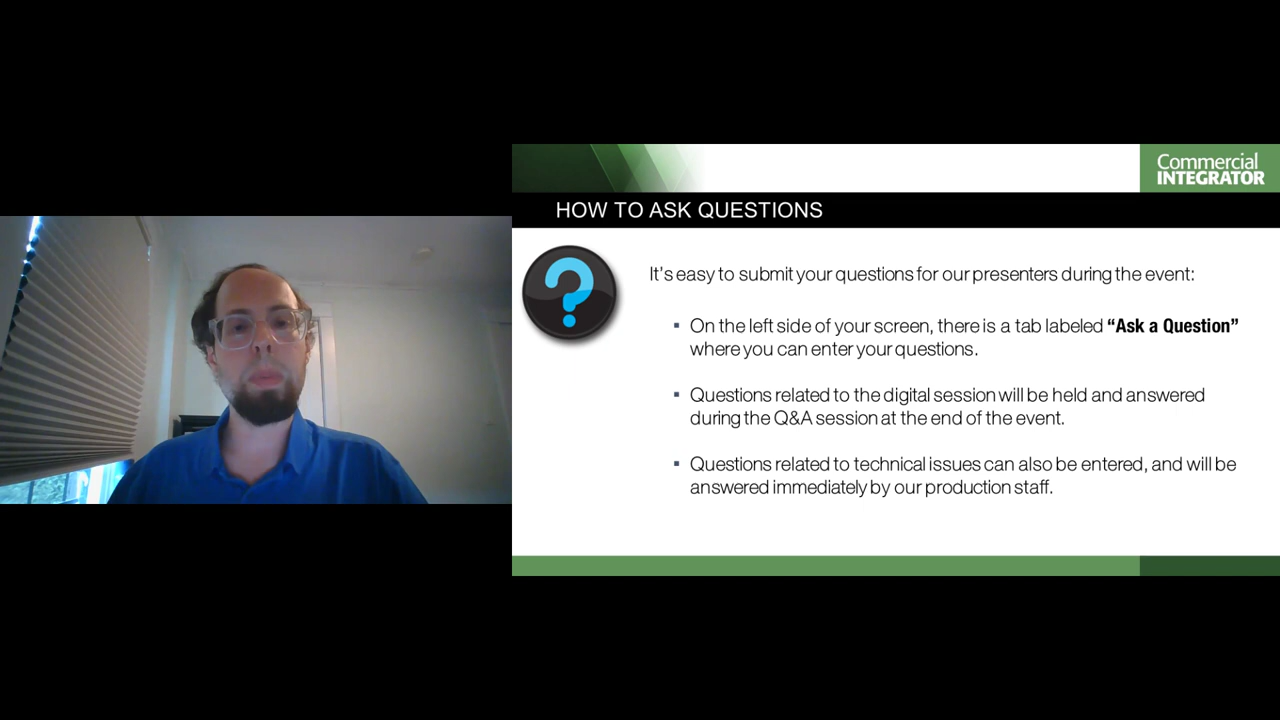 Commercial
INTEGRATOR
HOW TO ASK QUESTIONS
?
It's easy to submit your questions for our presenters during the event:
▪ On the left side of your screen, there is a tab labeled “Ask a Question”
where you can enter your questions.
▪ Questions related to the digital session will be held and answered
during the Q&A session at the end of the event.
▪ Questions related to technical issues can also be entered, and will be
answered immediately by our production staff.